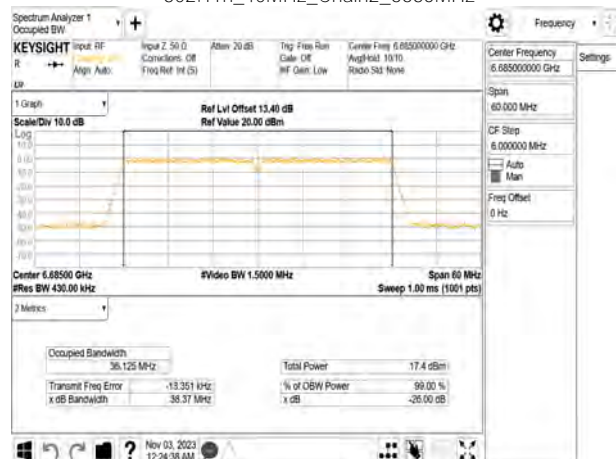 Spectrum Analyzer 1
Occupied BW
KEYSIGHT
R
Input: RF
Align: Auto
Input Z: 50 Ω
Corrections: Off
Freq Ref: Int (S)
Atten: 20 dB
Trig: Free Run
Gate: Off
#IF Gain: Low
Center Freq: 6.685000000 GHz
Avg|Hold: 10/10
Radio Std: None
Frequency
Settings
Center Frequency
6.685000000 GHz
Span
60.000 MHz
CF Step
6.000000 MHz
Auto
Man
Freq Offset
0 Hz
1 Graph
Scale/Div 10.0 dB
Ref Lvl Offset 13.40 dB
Ref Value 20.00 dBm
Log
Center 6.68500 GHz
#Res BW 430.00 kHz
#Video BW 1.5000 MHz
Span 60 MHz
Sweep 1.00 ms (1001 pts)
2 Metrics
Occupied Bandwidth
36.125 MHz
Total Power
17.4 dBm
Transmit Freq Error
-13.351 kHz
% of OBW Power
99.00 %
x dB Bandwidth
38.37 MHz
x dB
-26.00 dB
Nov 03, 2023
12:24:38 AM